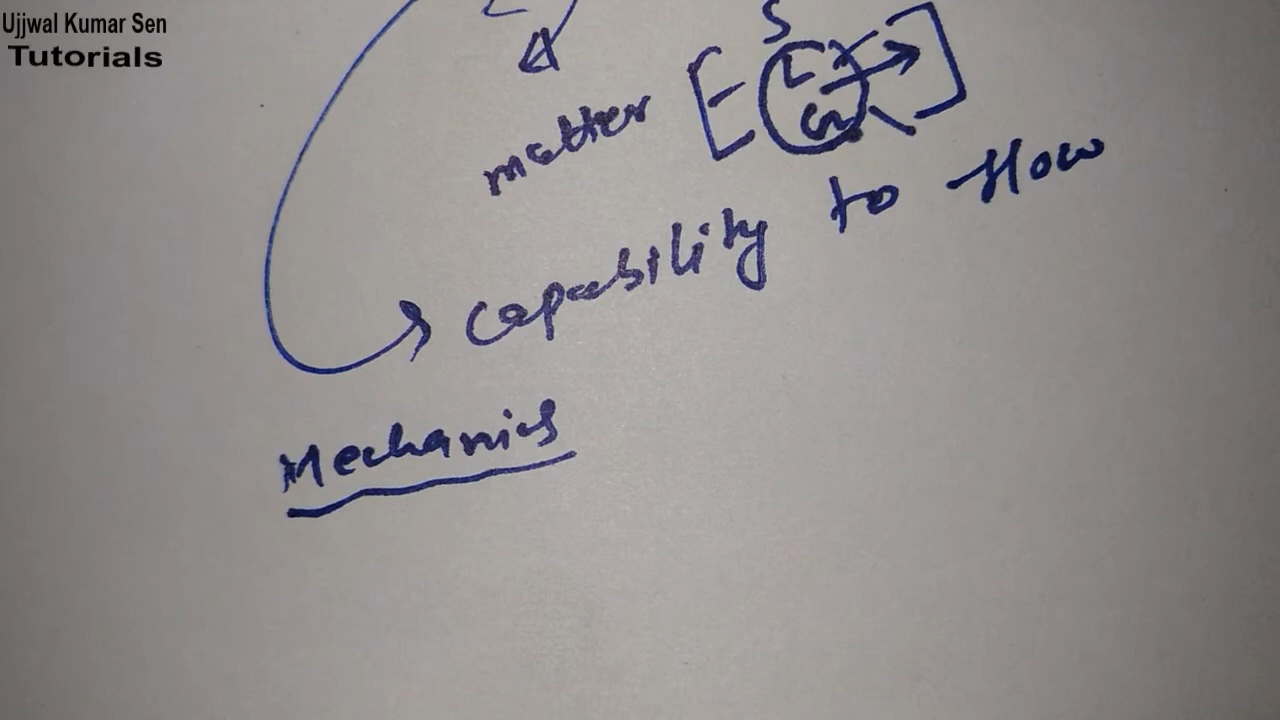 Ujjwal Kumar Sen
Tutorials
matter [ S L G ]
capability to flow
Mechanics